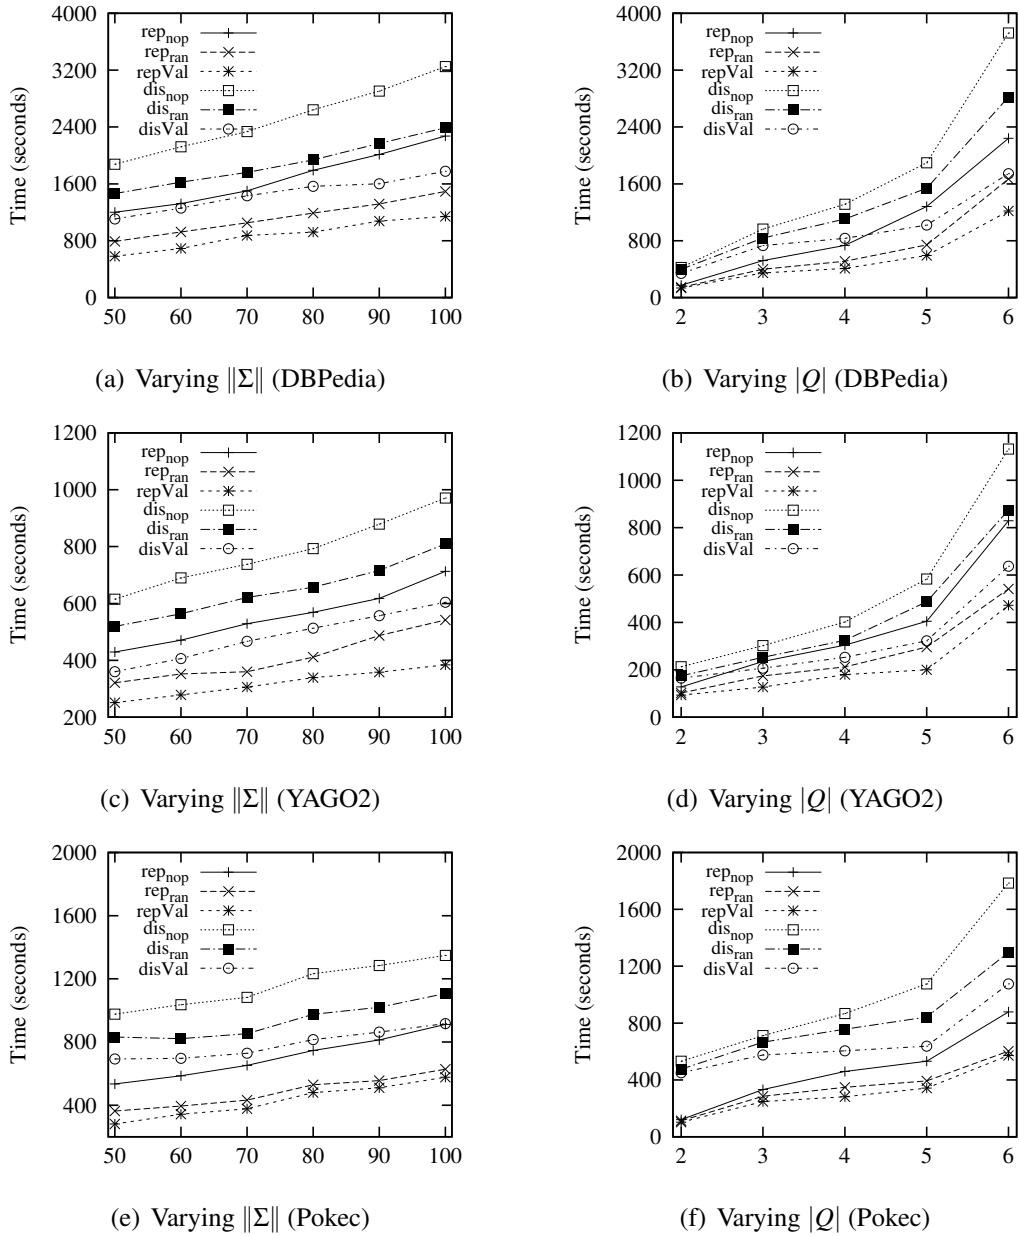 4000
3200
2400
1600
800
0
Time (seconds)
rep_nop
rep_ran
repVal
dis_nop
dis_ran
disVal
50 60 70 80 90 100
(a) Varying ‖Σ‖ (DBPedia)
4000
3200
2400
1600
800
0
Time (seconds)
rep_nop
rep_ran
repVal
dis_nop
dis_ran
disVal
2 3 4 5 6
(b) Varying |Q| (DBPedia)
1200
1000
800
600
400
200
Time (seconds)
rep_nop
rep_ran
repVal
dis_nop
dis_ran
disVal
50 60 70 80 90 100
(c) Varying ‖Σ‖ (YAGO2)
1200
1000
800
600
400
200
0
Time (seconds)
rep_nop
rep_ran
repVal
dis_nop
dis_ran
disVal
2 3 4 5 6
(d) Varying |Q| (YAGO2)
2000
1600
1200
800
400
Time (seconds)
rep_nop
rep_ran
repVal
dis_nop
dis_ran
disVal
50 60 70 80 90 100
(e) Varying ‖Σ‖ (Pokec)
2000
1600
1200
800
400
0
Time (seconds)
rep_nop
rep_ran
repVal
dis_nop
dis_ran
disVal
2 3 4 5 6
(f) Varying |Q| (Pokec)